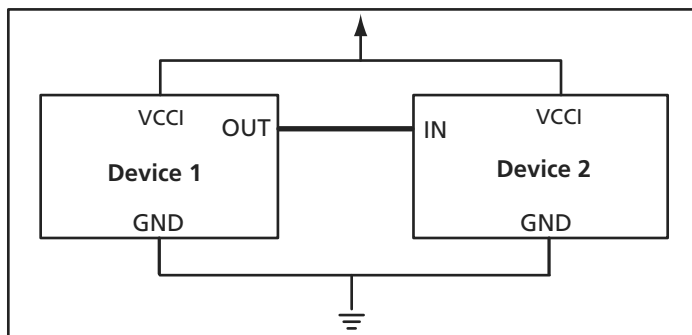 VCCI
OUT
Device 1
GND
IN
VCCI
Device 2
GND